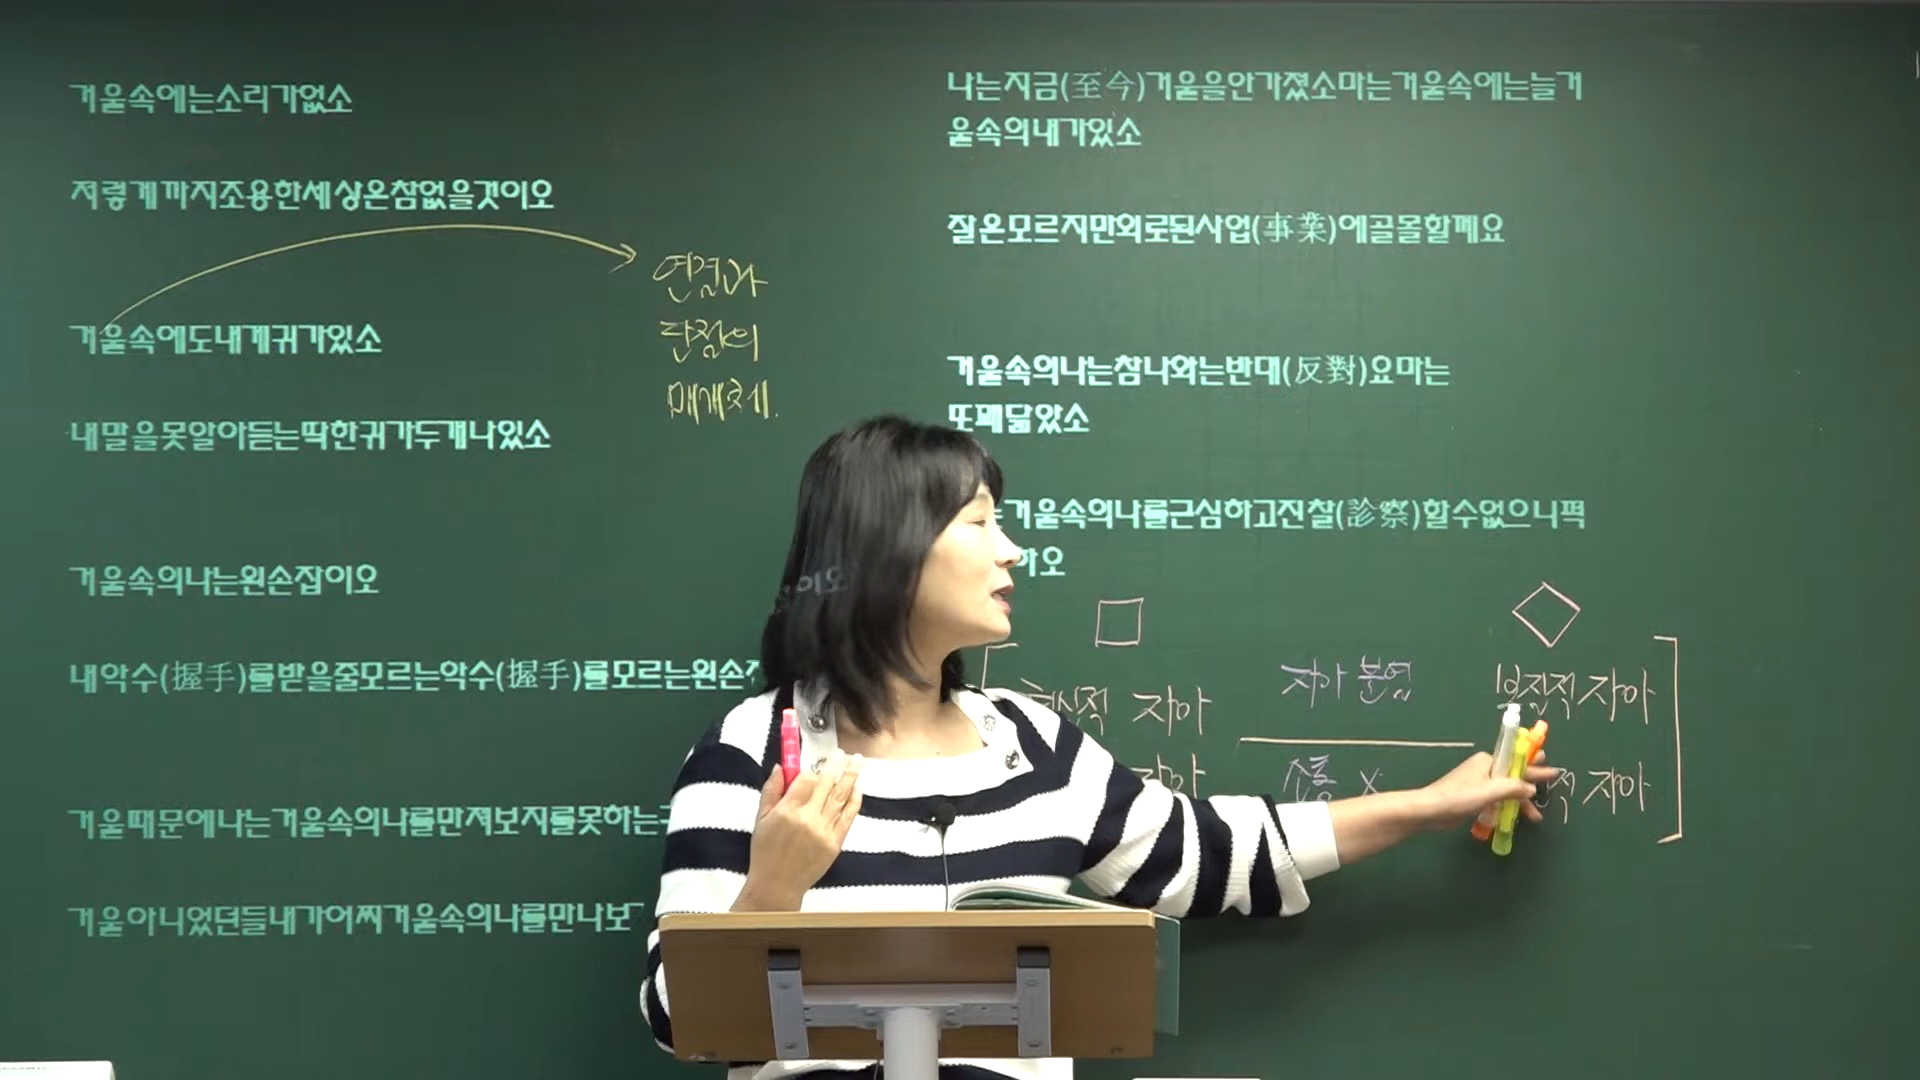 거울속에는소리가없소
저렇게까지조용한세상은참없을것이오
거울속에도내게귀가있소
내말을못알아듣는딱한귀가두개나있소
거울속의나는왼손잡이오
내악수(握手)를받을줄모르는악수(握手)를모르는왼손
거울때문에나는거울속의나를만져보지를못하는
거울아니었던들내가어찌거울속의나를만나보
연결과
단절의
매개체.
나는지금(至今)거울을안가졌소마는거울속에는늘거
울속의내가있소
잘은모르지만외로된사업(事業)에골몰할께요
거울속의나는참나와는반대(反對)요마는
또꽤닮았소
거울속의나를근심하고진찰(診察)할수없으니퍽
하오
현실적 자아 자아 분열 본질적 자아
자아 소통 x 적 자아